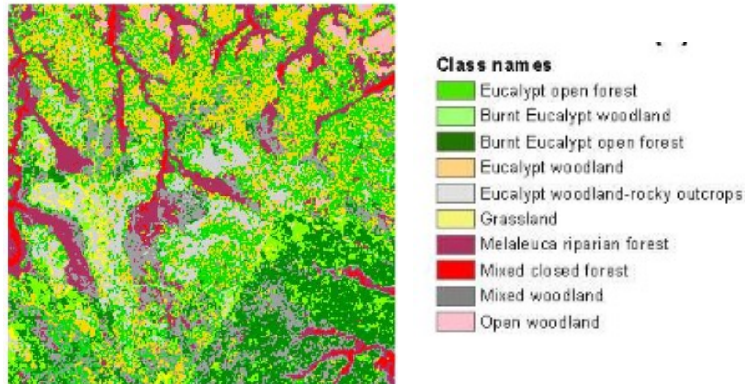 Class names
Eucalypt open forest
Burnt Eucalypt woodland
Burnt Eucalypt open forest
Eucalypt woodland
Eucalypt woodland-rocky outcrops
Grassland
Melaleuca riparian forest
Mixed closed forest
Mixed woodland
Open woodland